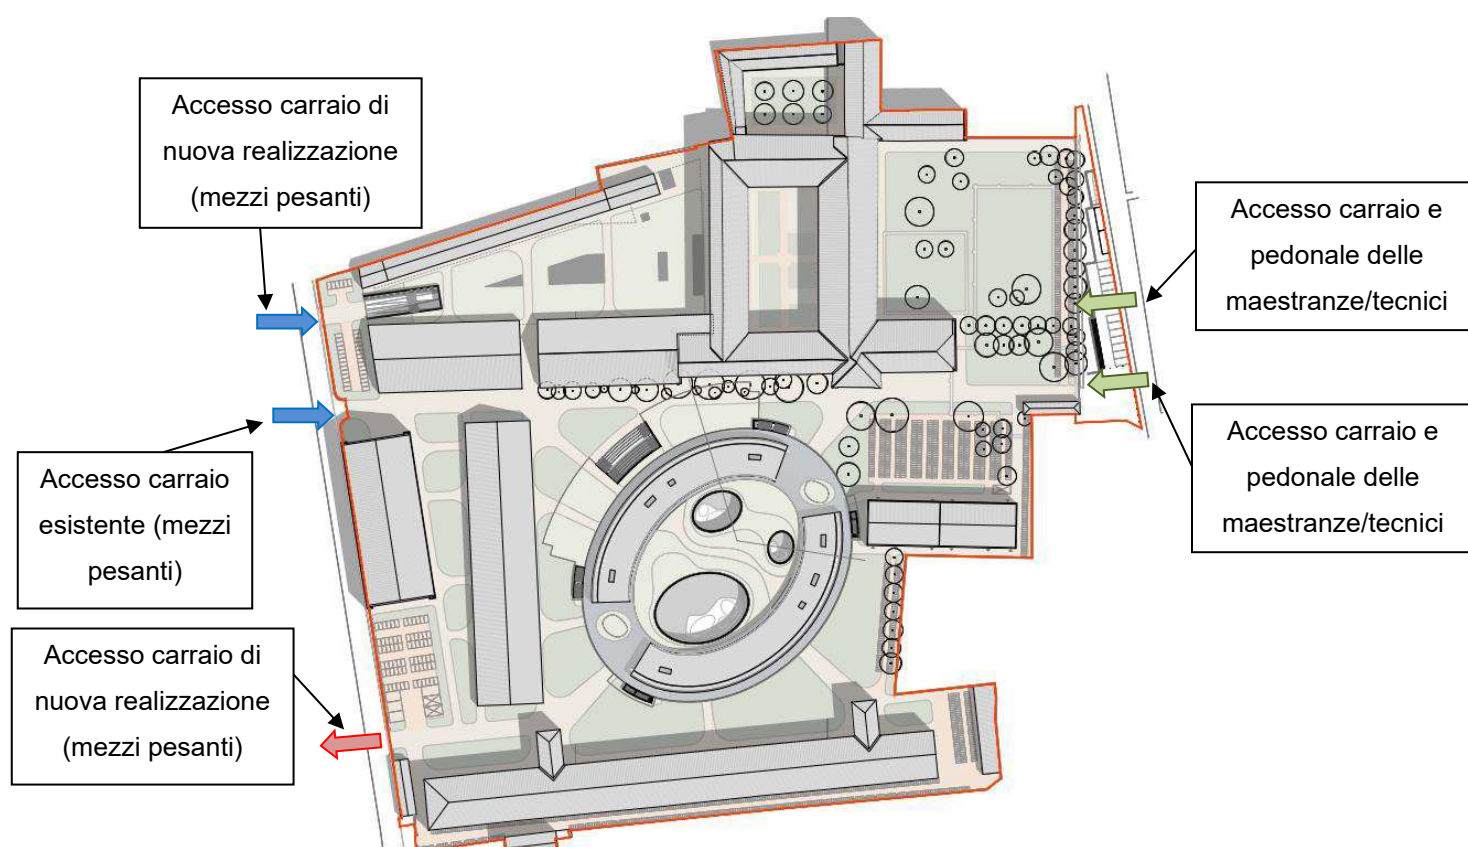 Accesso carraio di
nuova realizzazione
(mezzi pesanti)
Accesso carraio e
pedonale delle
maestranze/tecnici
Accesso carraio
esistente (mezzi
pesanti)
Accesso carraio e
pedonale delle
maestranze/tecnici
Accesso carraio di
nuova realizzazione
(mezzi pesanti)